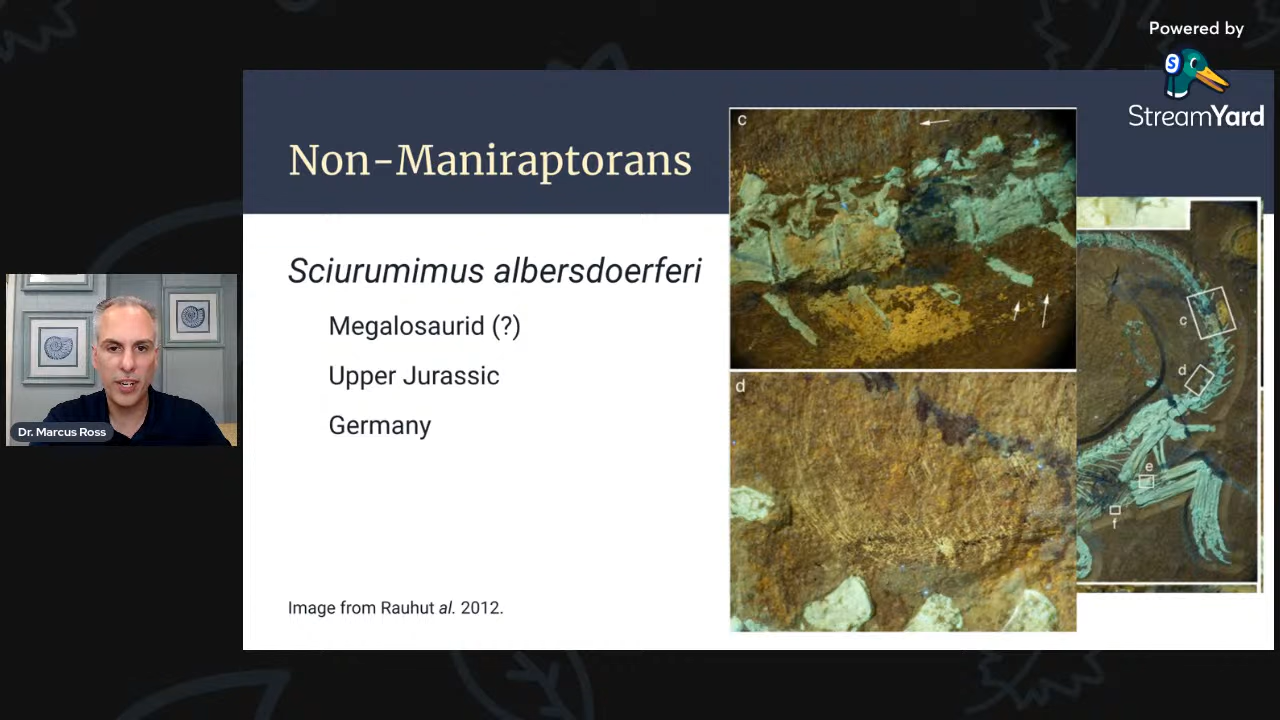 Powered by
S
StreamYard
Non-Maniraptorans
c
Sciurumimus albersdoerferi
Megalosaurid (?)
Upper Jurassic
Germany
c
d
d
e
f
Dr. Marcus Ross
Image from Rauhut et al. 2012.